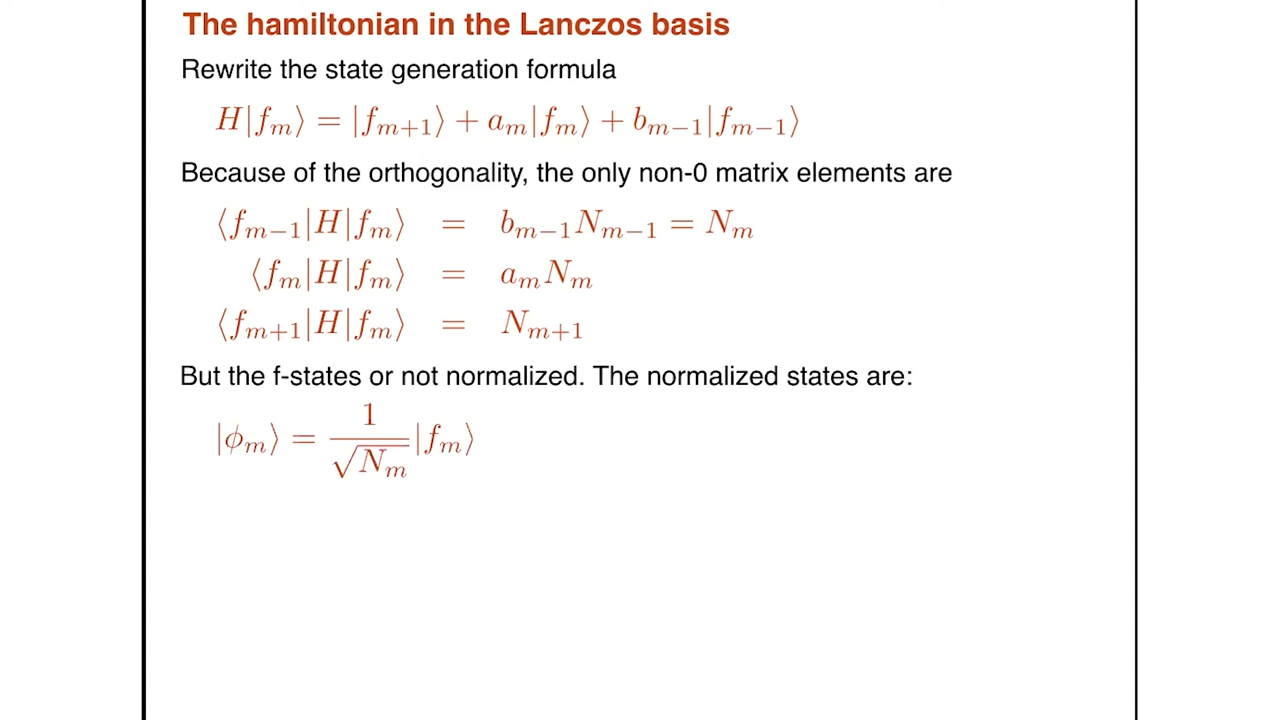 The hamiltonian in the Lanczos basis
Rewrite the state generation formula
H|f_m⟩ = |f_{m+1}⟩ + a_m|f_m⟩ + b_{m−1}|f_{m−1}⟩
Because of the orthogonality, the only non-0 matrix elements are
⟨f_{m−1}|H|f_m⟩ = b_{m−1}N_{m−1} = N_m
⟨f_m|H|f_m⟩ = a_m N_m
⟨f_{m+1}|H|f_m⟩ = N_{m+1}
But the f-states or not normalized. The normalized states are:
|ϕ_m⟩ = \frac{1}{\sqrt{N_m}}|f_m⟩